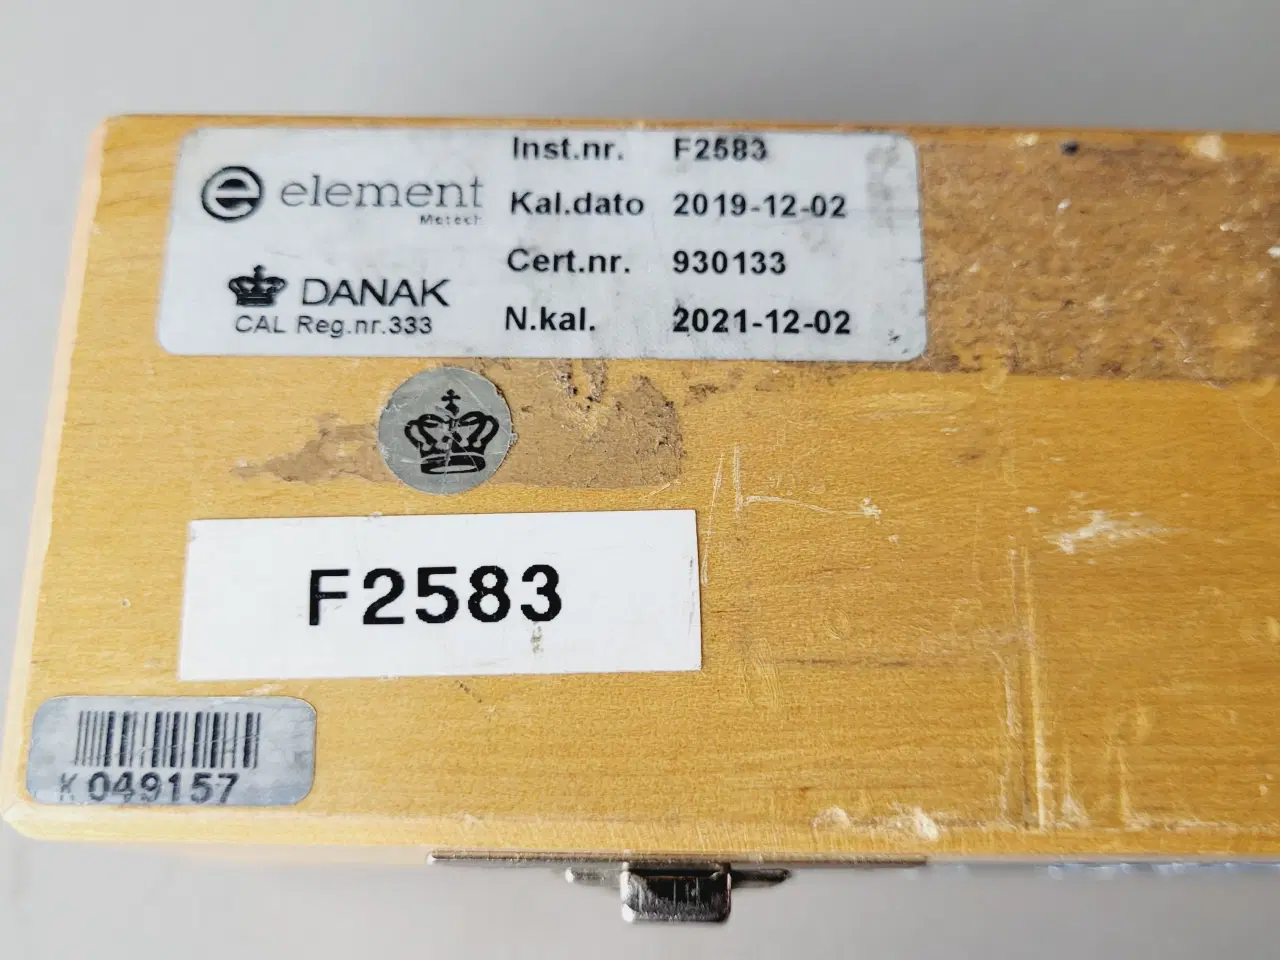 element
Metech
DANAK
CAL Reg.nr.333
Inst.nr. F2583
Kal.dato 2019-12-02
Cert.nr. 930133
N.kal. 2021-12-02
F2583
K 049157